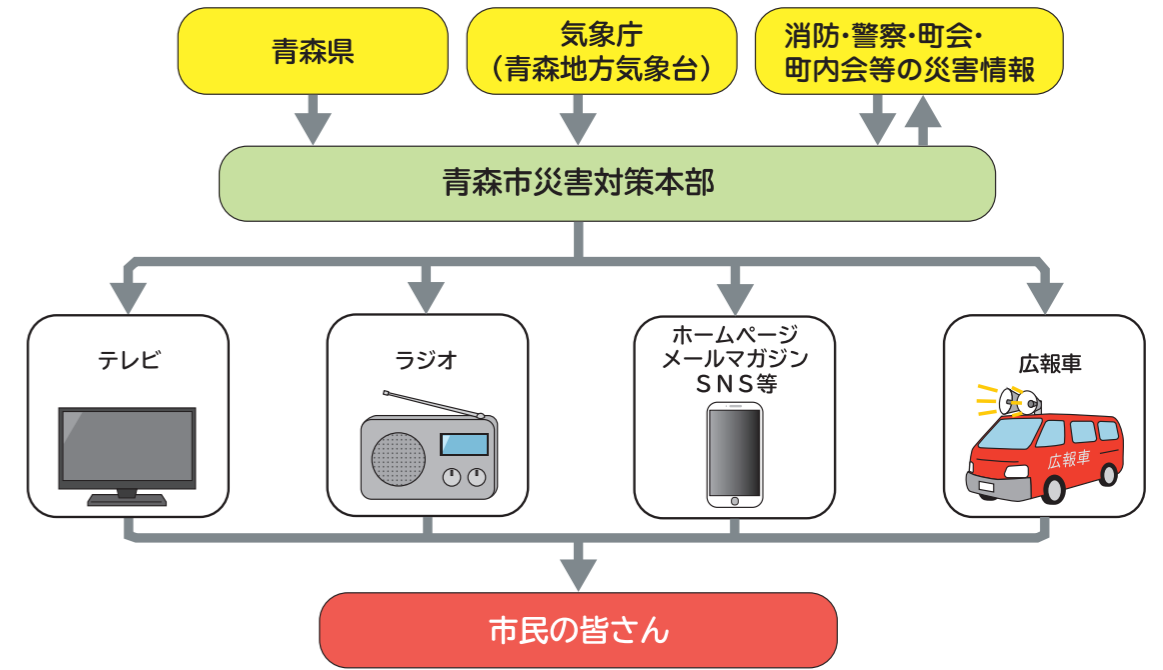 青森県
気象庁
（青森地方気象台）
消防・警察・町会・
町内会等の災害情報
青森市災害対策本部
テレビ
ラジオ
ホームページ
メールマガジン
ＳＮＳ等
広報車
広報車
市民の皆さん